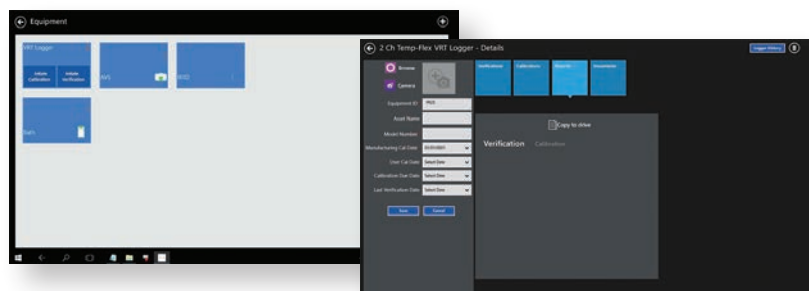 Equipment
VRT Logger
Initiate Calibration
Initiate Verification
AVS
Baths
2 Ch Temp-Flex VRT Logger - Details
Logger History
Browse
Camera
Equipment ID
Asset Name
Model Number
Manufacturing Cal Date
User Cal Date
Select Date
Calibration Due Date
Select Date
Last Verification Date
Select Date
Save
Cancel
Verifications
Calibrations
Reports
Copy to drive
Verification
Calibration